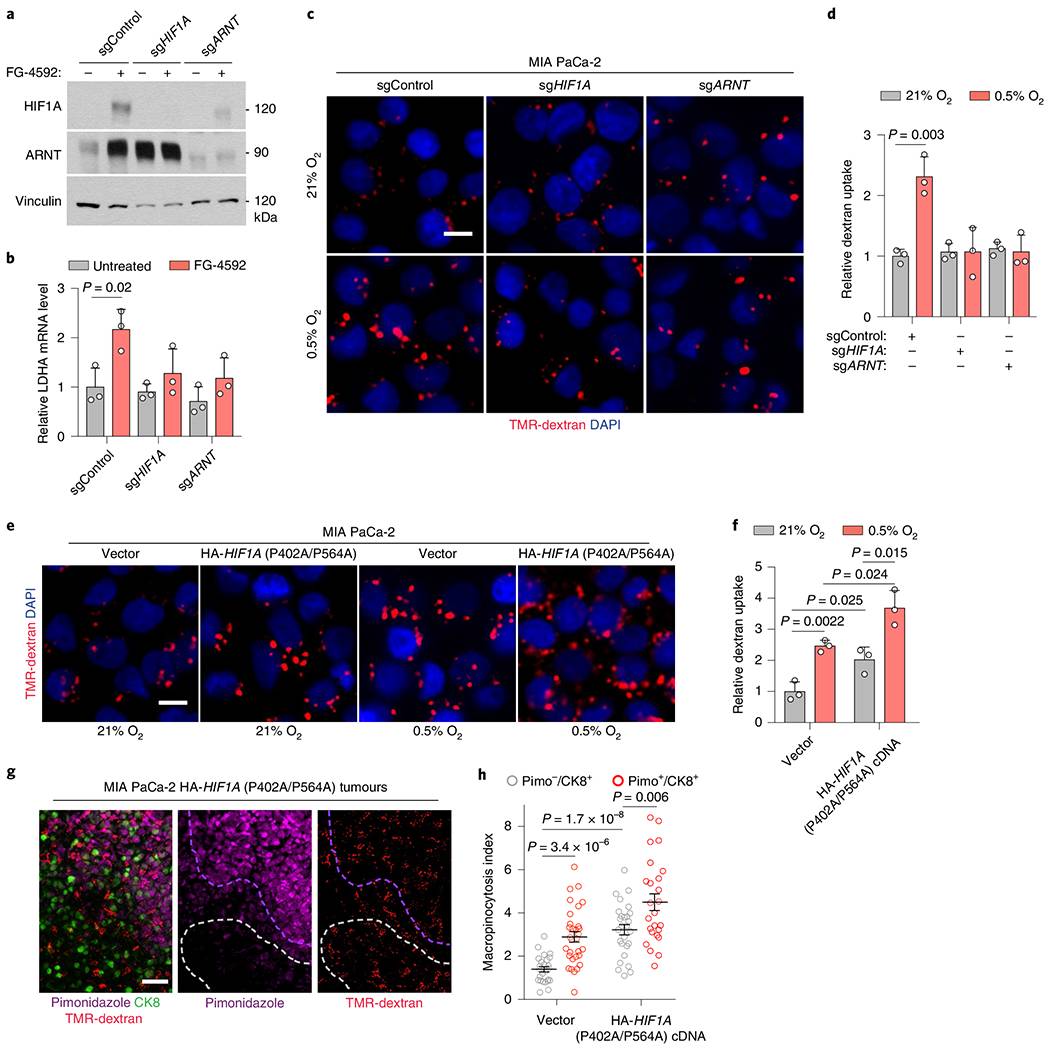 a
sgControl
sgHIF1A
sgARNT
FG-4592: – + – + – +
HIF1A
120
ARNT
90
Vinculin
120
kDa
b
Untreated FG-4592
P = 0.02
Relative LDHA mRNA level
3
2
1
0
sgControl
sgHIF1A
sgARNT
c
MIA PaCa-2
sgControl sgHIF1A sgARNT
21% O2
0.5% O2
TMR-dextran DAPI
d
21% O2 0.5% O2
P = 0.003
Relative dextran uptake
3
2
1
0
sgControl: + – –
sgHIF1A: – + –
sgARNT: – – +
e
MIA PaCa-2
Vector HA-HIF1A (P402A/P564A) Vector HA-HIF1A (P402A/P564A)
TMR-dextran DAPI
21% O2 21% O2 0.5% O2 0.5% O2
f
21% O2 0.5% O2
P = 0.015
P = 0.024
P = 0.025
P = 0.0022
Relative dextran uptake
5
4
3
2
1
0
Vector
HA-HIF1A
(P402A/P564A) cDNA
g
MIA PaCa-2 HA-HIF1A (P402A/P564A) tumours
Pimonidazole CK8
TMR-dextran
Pimonidazole
TMR-dextran
h
Pimo–/CK8+ Pimo+/CK8+
P = 0.006
P = 1.7 × 10–8
P = 3.4 × 10–6
Macropinocytosis index
8
6
4
2
0
Vector
HA-HIF1A
(P402A/P564A) cDNA